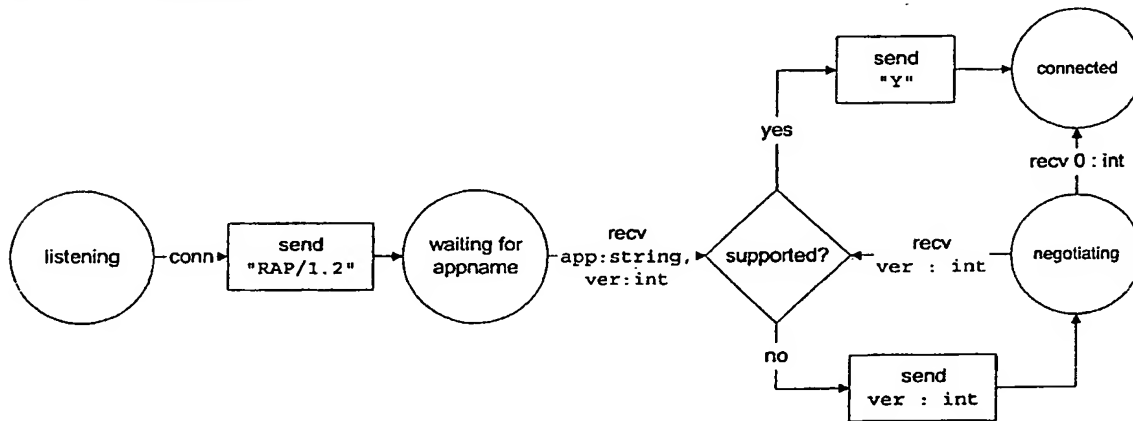 send
"Y"
connected
yes
recv 0 : int
listening
conn
send
"RAP/1.2"
waiting for
appname
recv
app:string,
ver:int
supported?
recv
ver : int
negotiating
no
send
ver : int